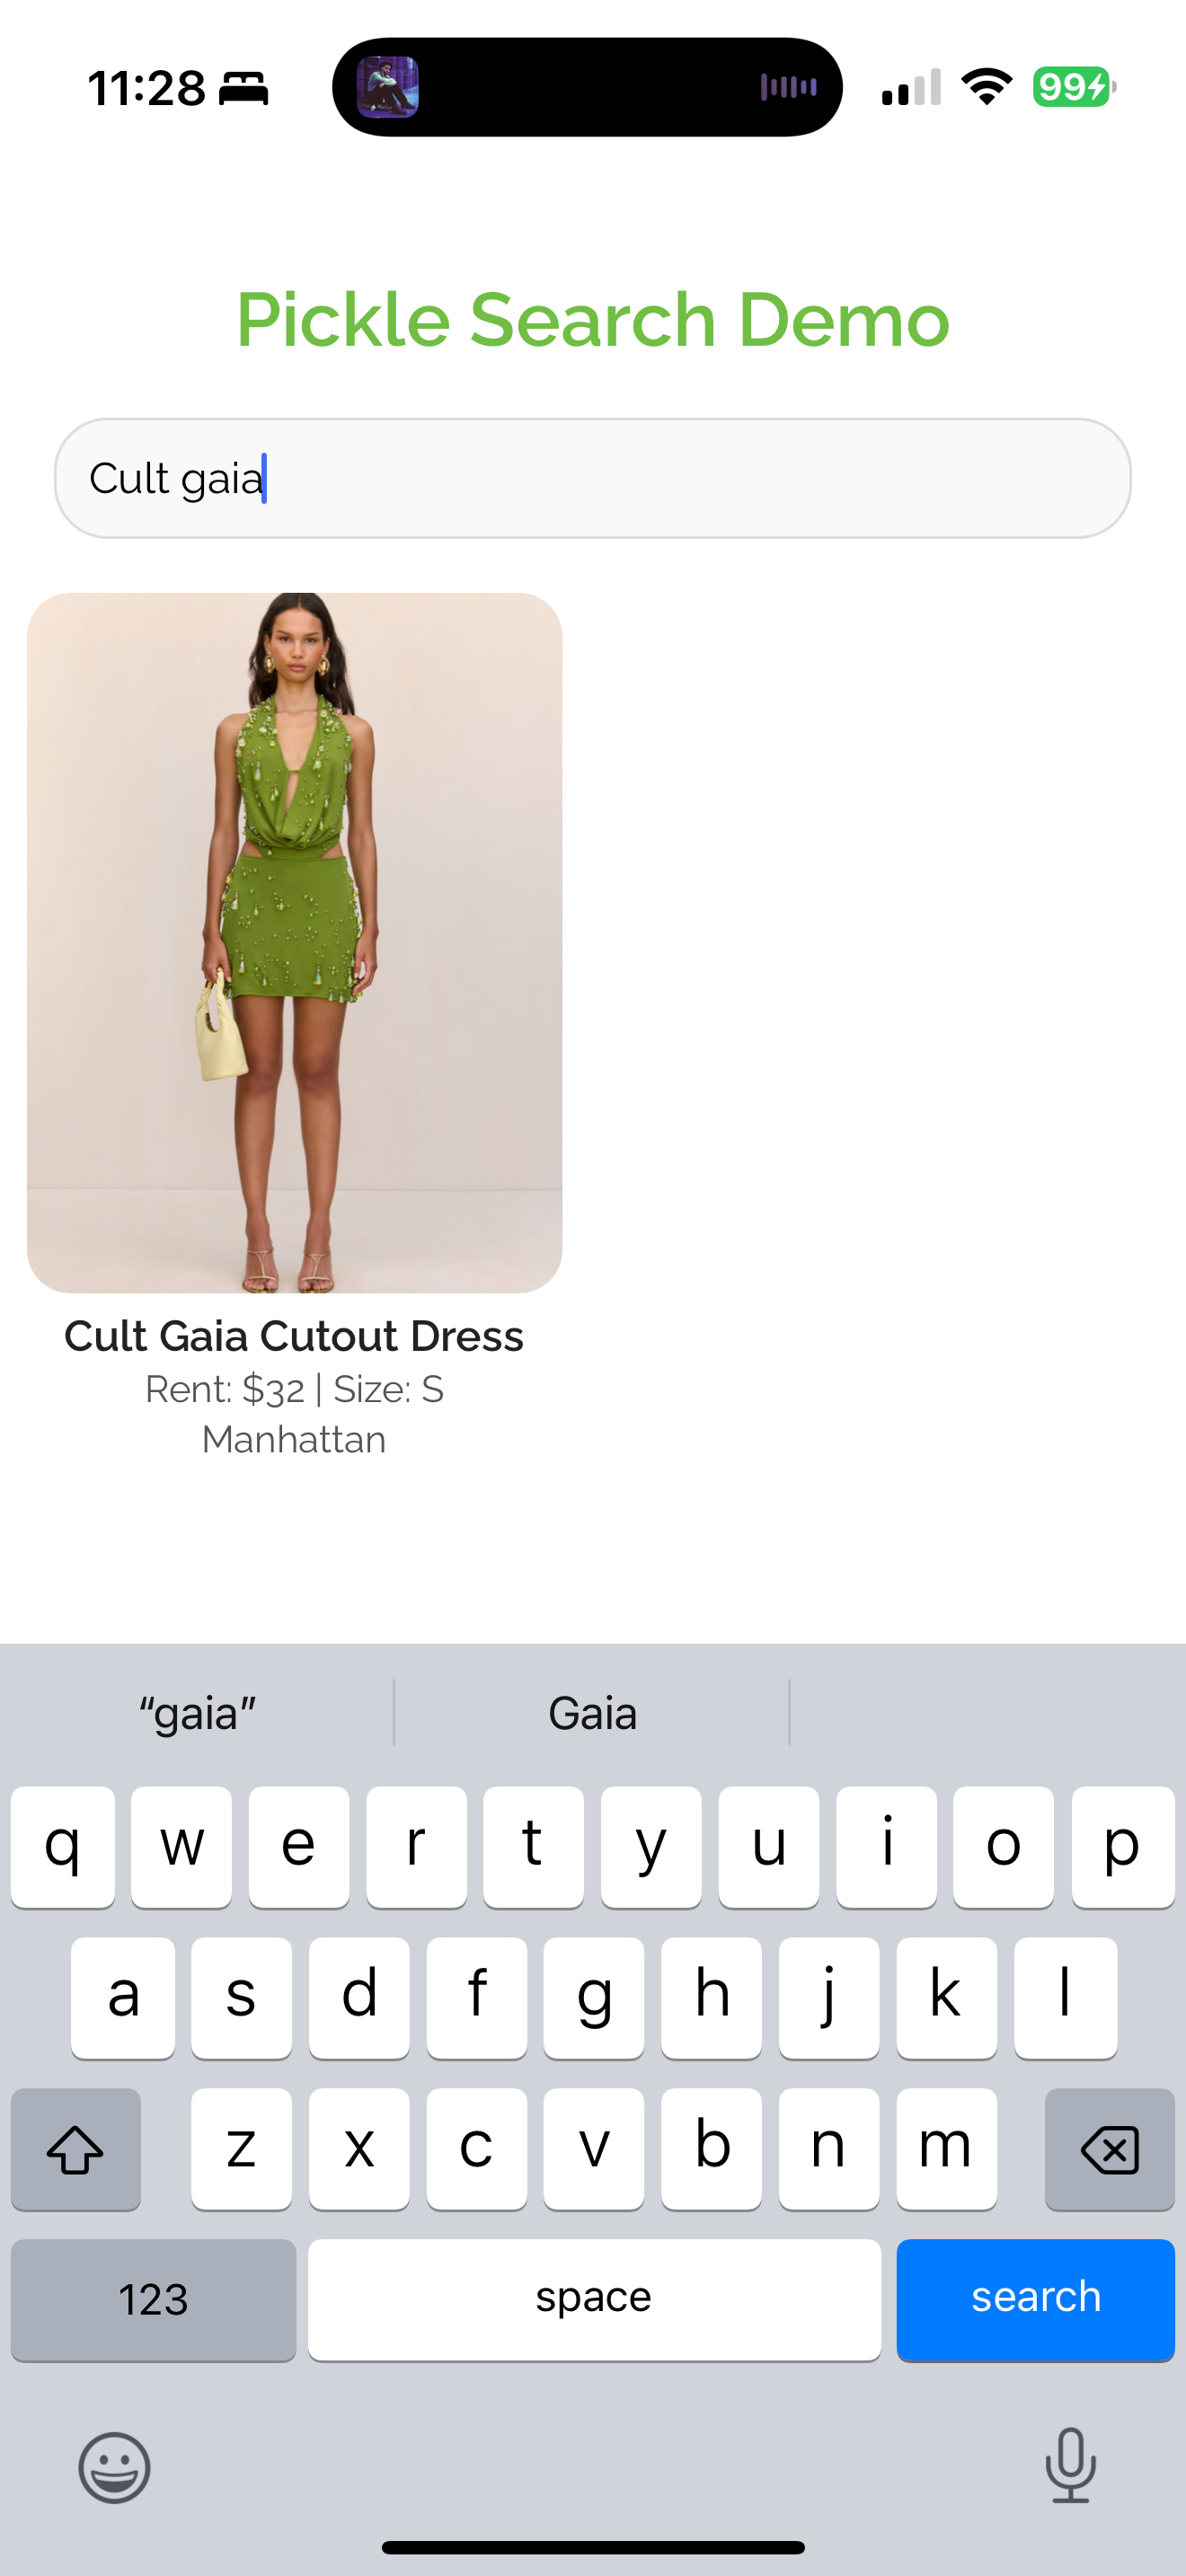 11:28
99
Pickle Search Demo
Cult gaia
Cult Gaia Cutout Dress
Rent: $32 | Size: S
Manhattan
“gaia” Gaia
q w e r t y u i o p
a s d f g h j k l
z x c v b n m
123 space search